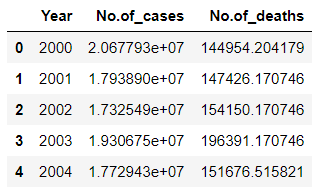 Year No.of_cases No.of_deaths
0 2000 2.067793e+07 144954.204179
1 2001 1.793890e+07 147426.170746
2 2002 1.732549e+07 154150.170746
3 2003 1.930675e+07 196391.170746
4 2004 1.772943e+07 151676.515821